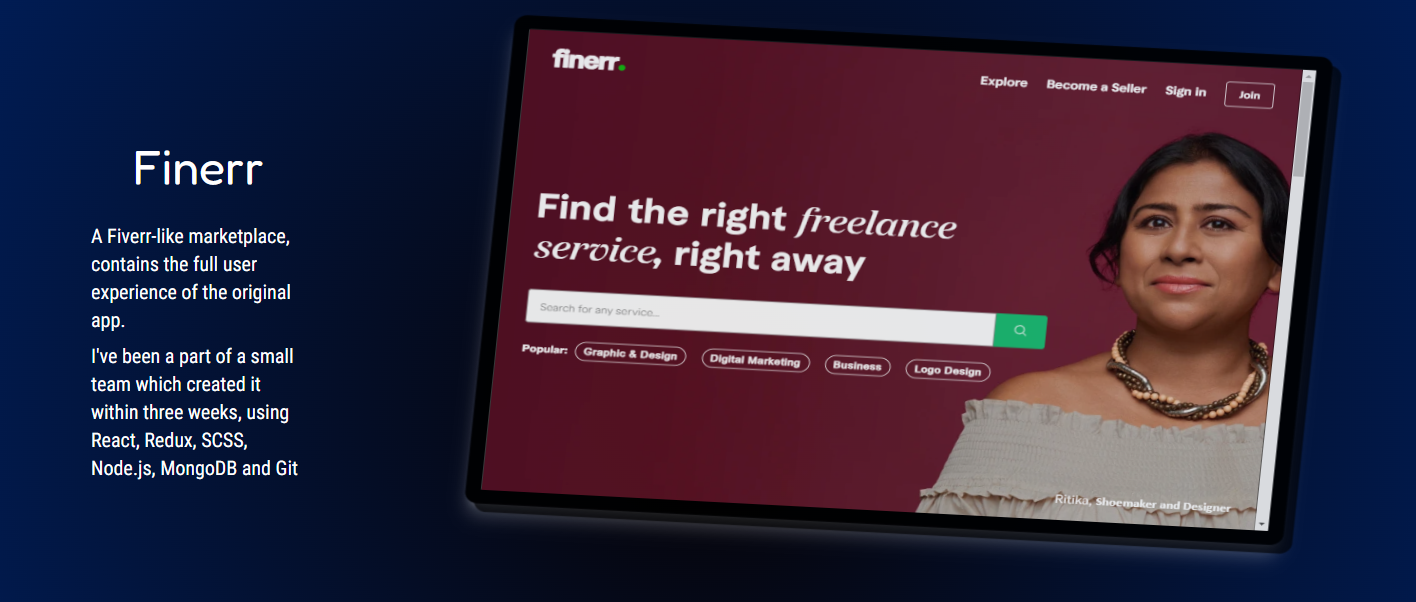 Finerr
A Fiverr-like marketplace,
contains the full user
experience of the original
app.
I've been a part of a small
team which created it
within three weeks, using
React, Redux, SCSS,
Node.js, MongoDB and Git
finerr.
Explore Become a Seller Sign in Join
Find the right freelance
service, right away
Search for any service...
Popular: Graphic & Design Digital Marketing Business Logo Design
Ritika, Shoemaker and Designer